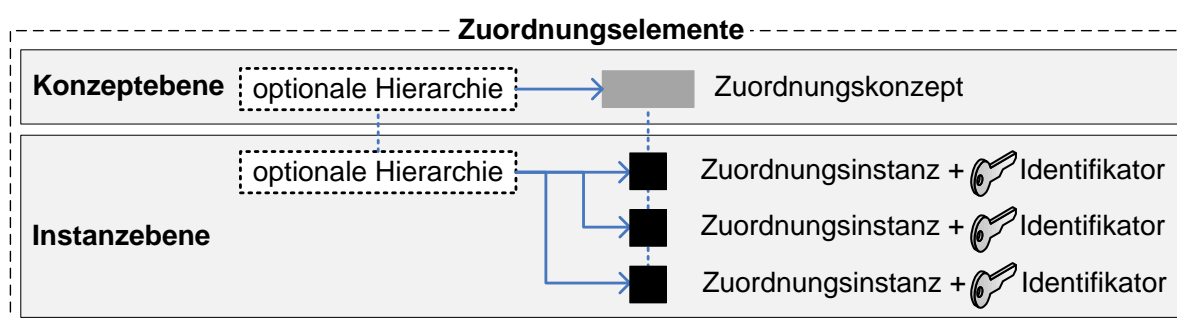 Zuordnungselemente
Konzeptebene optionale Hierarchie Zuordnungskonzept
optionale Hierarchie Zuordnungsinstanz + Identifikator
Instanzebene Zuordnungsinstanz + Identifikator
Zuordnungsinstanz + Identifikator